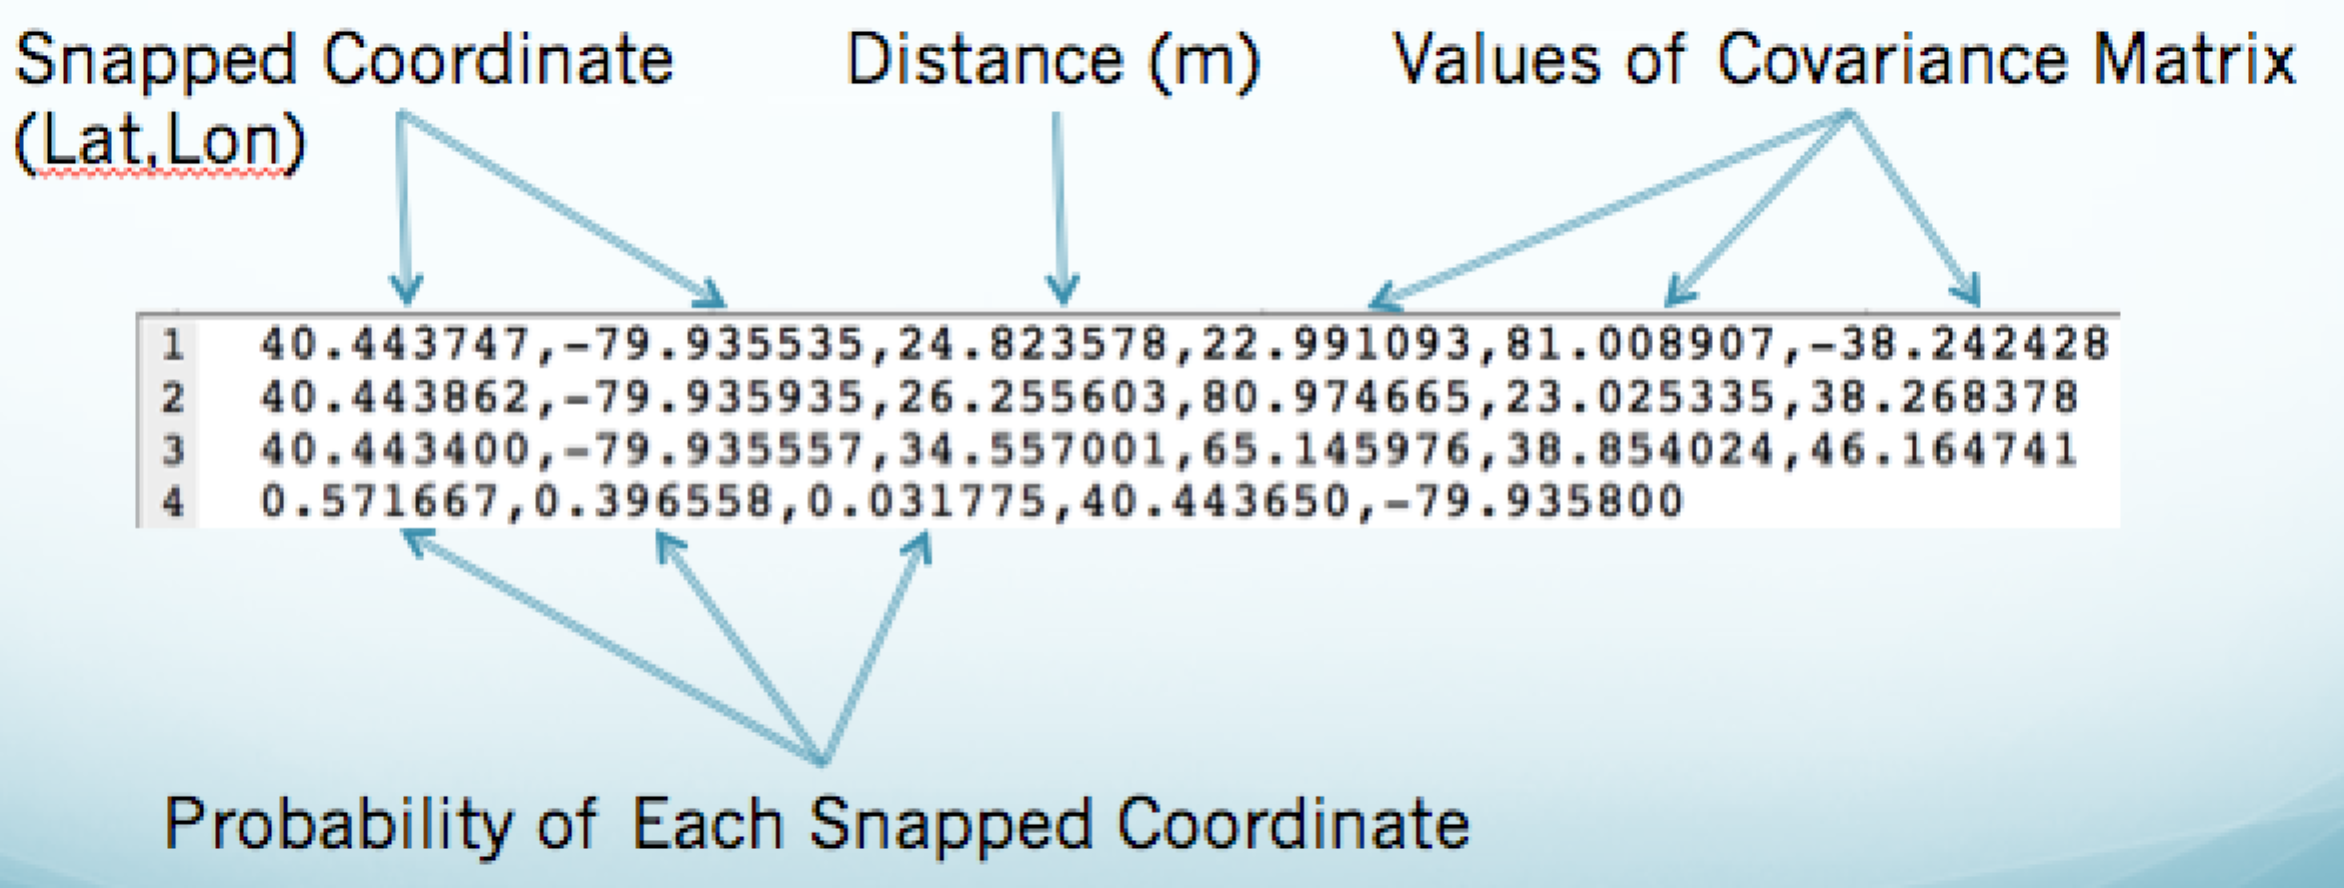 Snapped Coordinate
(Lat,Lon)
Distance (m)
Values of Covariance Matrix
1 40.443747,-79.935535,24.823578,22.991093,81.008907,-38.242428
2 40.443862,-79.935935,26.255603,80.974665,23.025335,38.268378
3 40.443400,-79.935557,34.557001,65.145976,38.854024,46.164741
4 0.571667,0.396558,0.031775,40.443650,-79.935800
Probability of Each Snapped Coordinate